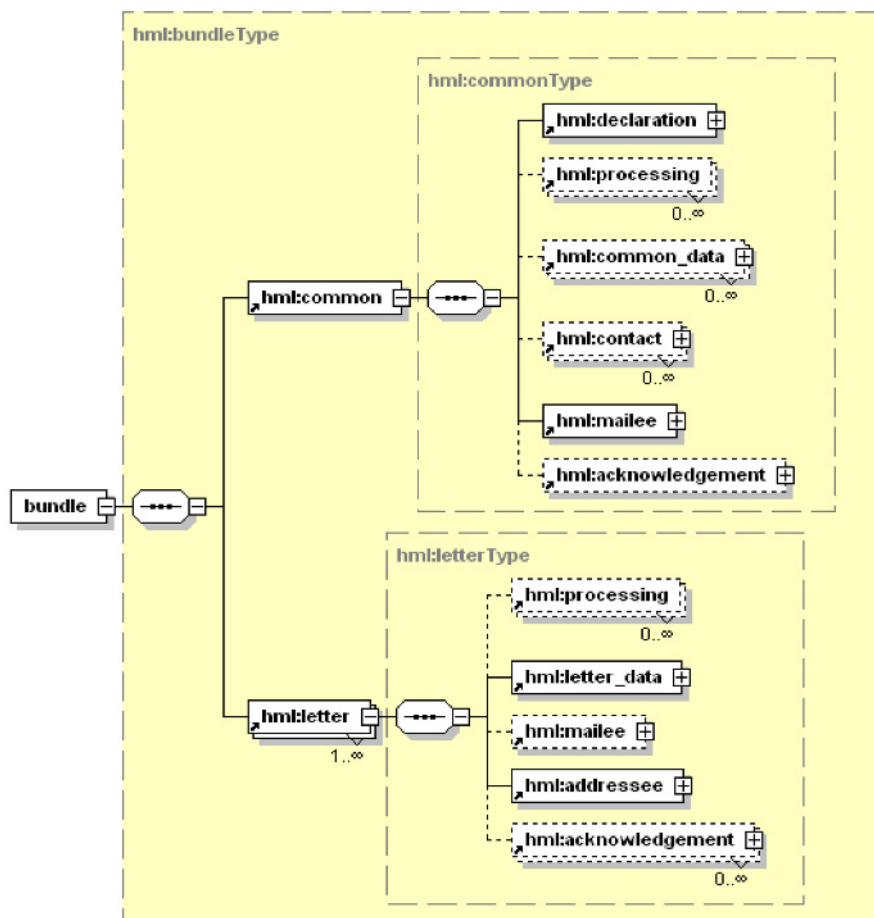 hml:bundleType
hml:commonType
hml:declaration
hml:processing
0..∞
hml:common_data
0..∞
hml:common
hml:contact
0..∞
hml:mailee
hml:acknowledgement
bundle
hml:letterType
hml:processing
0..∞
hml:letter_data
hml:letter
1..∞
hml:mailee
hml:addressee
hml:acknowledgement
0..∞